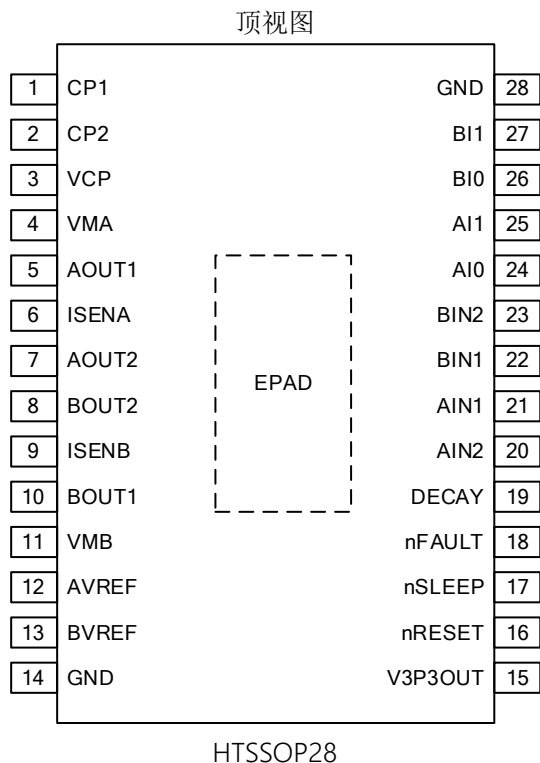 顶视图
1 CP1 GND 28
2 CP2 BI1 27
3 VCP BI0 26
4 VMA AI1 25
5 AOUT1 AI0 24
6 ISENA BIN2 23
7 AOUT2 BIN1 22
EPAD
8 BOUT2 AIN1 21
9 ISENB AIN2 20
10 BOUT1 DECAY 19
11 VMB nFAULT 18
12 AVREF nSLEEP 17
13 BVREF nRESET 16
14 GND V3P3OUT 15
HTSSOP28